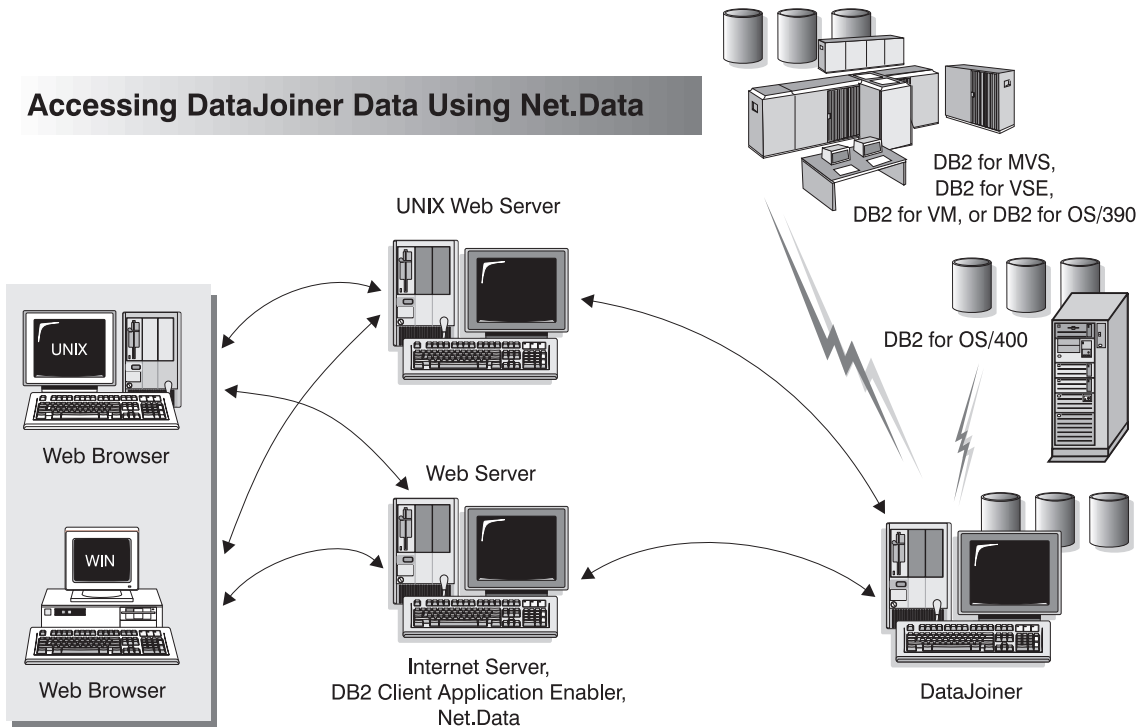 Accessing DataJoiner Data Using Net.Data
DB2 for MVS,
DB2 for VSE,
DB2 for VM, or DB2 for OS/390
UNIX Web Server
DB2 for OS/400
UNIX
Web Browser
Web Server
WIN
Web Browser
Internet Server,
DB2 Client Application Enabler,
Net.Data
DataJoiner